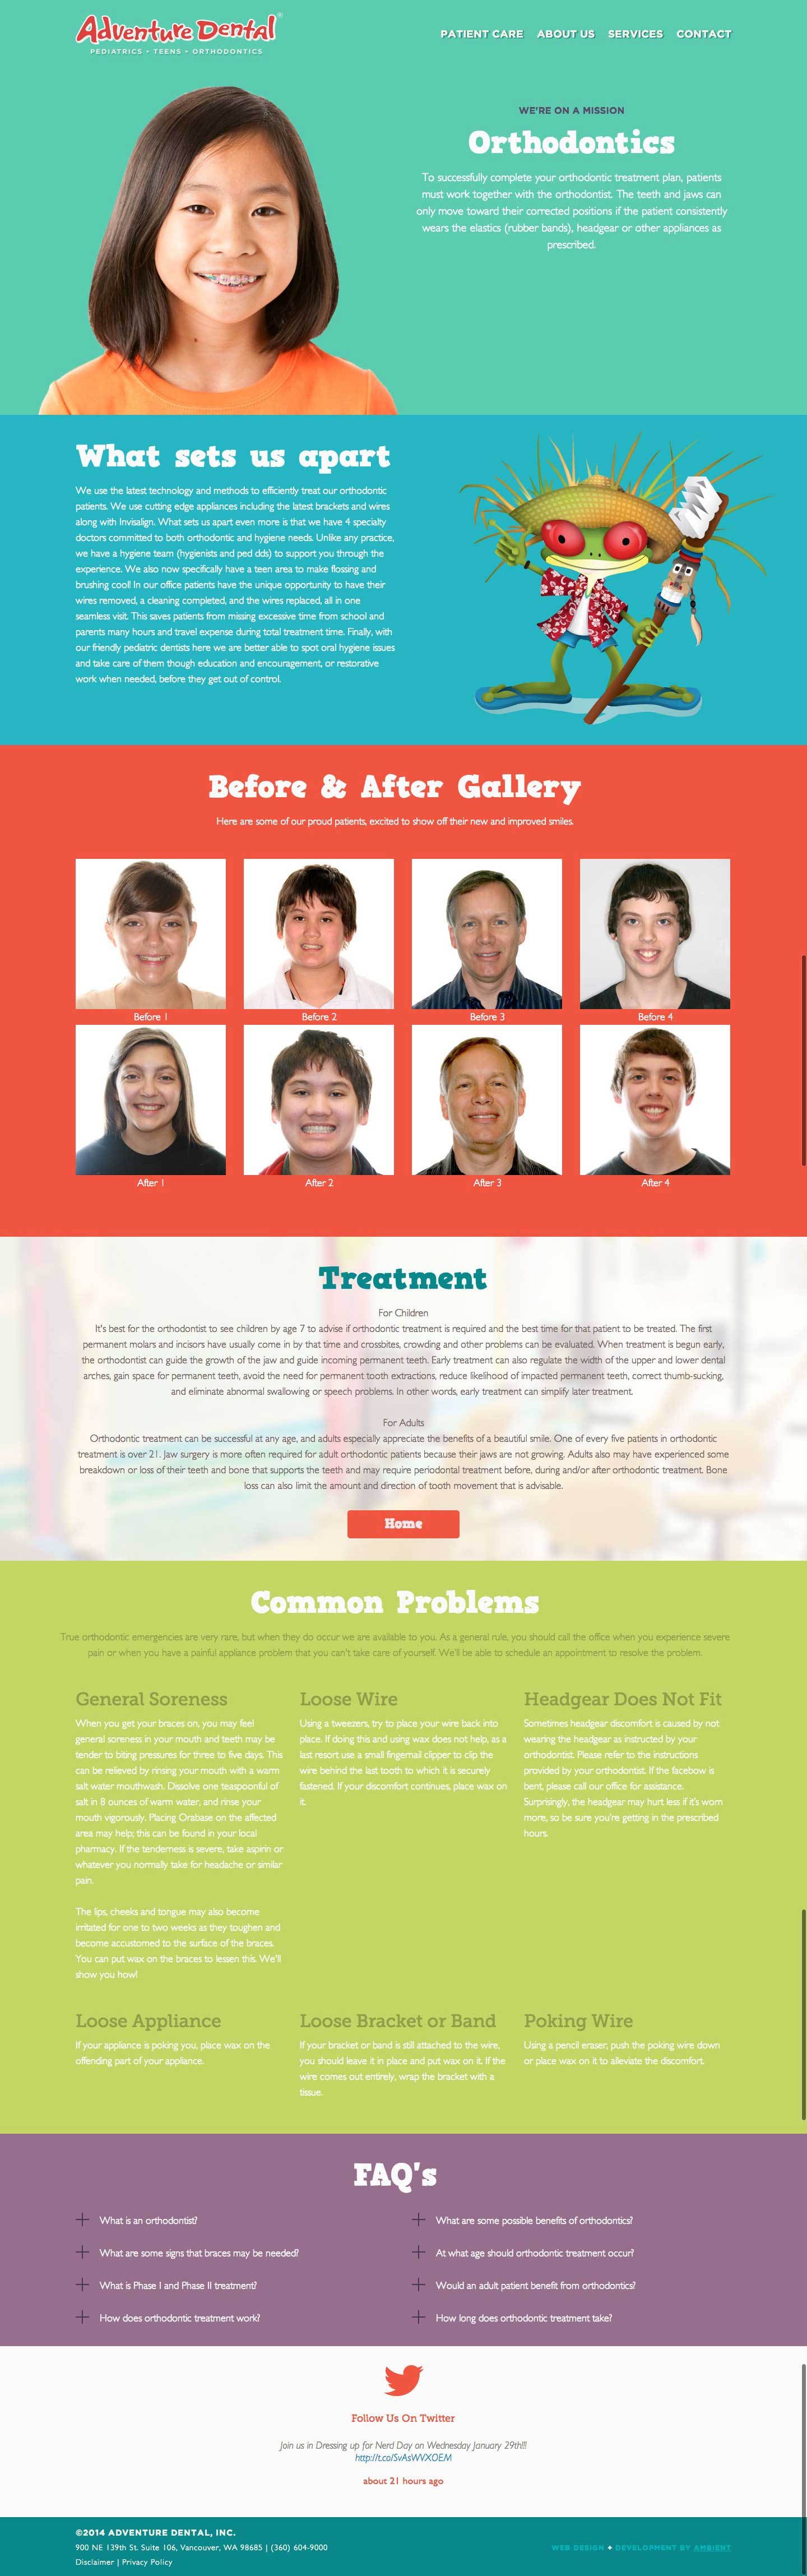 Adventure Dental®
PEDIATRICS • TEENS • ORTHODONTICS
PATIENT CARE ABOUT US SERVICES CONTACT
WE'RE ON A MISSION
Orthodontics
To successfully complete your orthodontic treatment plan, patients
must work together with the orthodontist. The teeth and jaws can
only move toward their corrected positions if the patient consistently
wears the elastics (rubber bands), headgear or other appliances as
prescribed.
What sets us apart
We use the latest technology and methods to efficiently treat our orthodontic
patients. We use cutting edge appliances including the latest brackets and wires
along with Invisalign. What sets us apart even more is that we have 4 specialty
doctors committed to both orthodontic and hygiene needs. Unlike any practice,
we have a hygiene team (hygienists and ped dds) to support you through the
experience. We also now specifically have a teen area to make flossing and
brushing cool! In our office patients have the unique opportunity to have their
wires removed, a cleaning completed, and the wires replaced, all in one
seamless visit. This saves patients from missing excessive time from school and
parents many hours and travel expense during total treatment time. Finally, with
our friendly pediatric dentists here we are better able to spot oral hygiene issues
and take care of them though education and encouragement, or restorative
work when needed, before they get out of control.
Before & After Gallery
Here are some of our proud patients, excited to show off their new and improved smiles.
Before 1 Before 2 Before 3 Before 4
After 1 After 2 After 3 After 4
Treatment
For Children
It's best for the orthodontist to see children by age 7 to advise if orthodontic treatment is required and the best time for that patient to be treated. The first
permanent molars and incisors have usually come in by that time and crossbites, crowding and other problems can be evaluated. When treatment is begun early,
the orthodontist can guide the growth of the jaw and guide incoming permanent teeth. Early treatment can also regulate the width of the upper and lower dental
arches, gain space for permanent teeth, avoid the need for permanent tooth extractions, reduce likelihood of impacted permanent teeth, correct thumb-sucking,
and eliminate abnormal swallowing or speech problems. In other words, early treatment can simplify later treatment.
For Adults
Orthodontic treatment can be successful at any age, and adults especially appreciate the benefits of a beautiful smile. One of every five patients in orthodontic
treatment is over 21. Jaw surgery is more often required for adult orthodontic patients because their jaws are not growing. Adults also may have experienced some
breakdown or loss of their teeth and bone that supports the teeth and may require periodontal treatment before, during and/or after orthodontic treatment. Bone
loss can also limit the amount and direction of tooth movement that is advisable.
Home
Common Problems
True orthodontic emergencies are very rare, but when they do occur we are available to you. As a general rule, you should call the office when you experience severe
pain or when you have a painful appliance problem that you can't take care of yourself. We'll be able to schedule an appointment to resolve the problem.
General Soreness
When you get your braces on, you may feel
general soreness in your mouth and teeth may be
tender to biting pressures for three to five days. This
can be relieved by rinsing your mouth with a warm
salt water mouthwash. Dissolve one teaspoonful of
salt in 8 ounces of warm water, and rinse your
mouth vigorously. Placing Orabase on the affected
area may help; this can be found in your local
pharmacy. If the tenderness is severe, take aspirin or
whatever you normally take for headache or similar
pain.
The lips, cheeks and tongue may also become
irritated for one to two weeks as they toughen and
become accustomed to the surface of the braces.
You can put wax on the braces to lessen this. We'll
show you how!
Loose Wire
Using a tweezers, try to place your wire back into
place. If doing this and using wax does not help, as a
last resort use a small fingernail clipper to clip the
wire behind the last tooth to which it is securely
fastened. If your discomfort continues, place wax on
it.
Headgear Does Not Fit
Sometimes headgear discomfort is caused by not
wearing the headgear as instructed by your
orthodontist. Please refer to the instructions
provided by your orthodontist. If the facebow is
bent, please call our office for assistance.
Surprisingly, the headgear may hurt less if it's worn
more, so be sure you're getting in the prescribed
hours.
Loose Appliance
If your appliance is poking you, place wax on the
offending part of your appliance.
Loose Bracket or Band
If your bracket or band is still attached to the wire,
you should leave it in place and put wax on it. If the
wire comes out entirely, wrap the bracket with a
tissue.
Poking Wire
Using a pencil eraser, push the poking wire down
or place wax on it to alleviate the discomfort.
FAQ's
What is an orthodontist? What are some possible benefits of orthodontics?
What are some signs that braces may be needed? At what age should orthodontic treatment occur?
What is Phase I and Phase II treatment? Would an adult patient benefit from orthodontics?
How does orthodontic treatment work? How long does orthodontic treatment take?
Follow Us On Twitter
Join us in Dressing up for Nerd Day on Wednesday January 29th!!!
http://t.co/SvAsWVXOEM
about 21 hours ago
©2014 ADVENTURE DENTAL, INC.
900 NE 139th St. Suite 106, Vancouver, WA 98685 | (360) 604-9000
WEB DESIGN + DEVELOPMENT BY AMBIENT
Disclaimer | Privacy Policy